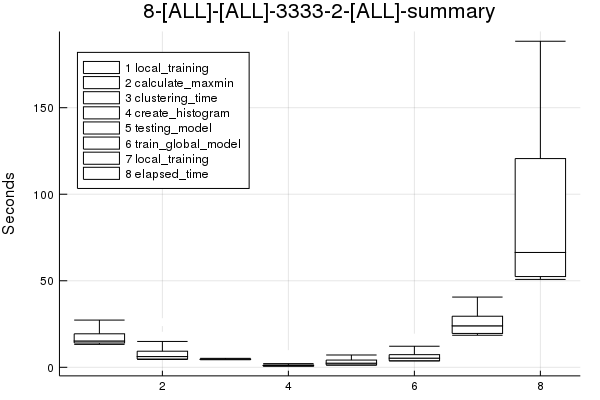 8-[ALL]-[ALL]-3333-2-[ALL]-summary
1 local_training
2 calculate_maxmin
3 clustering_time
4 create_histogram
5 testing_model
6 train_global_model
7 local_training
8 elapsed_time
Seconds
150
100
50
0
2
4
6
8